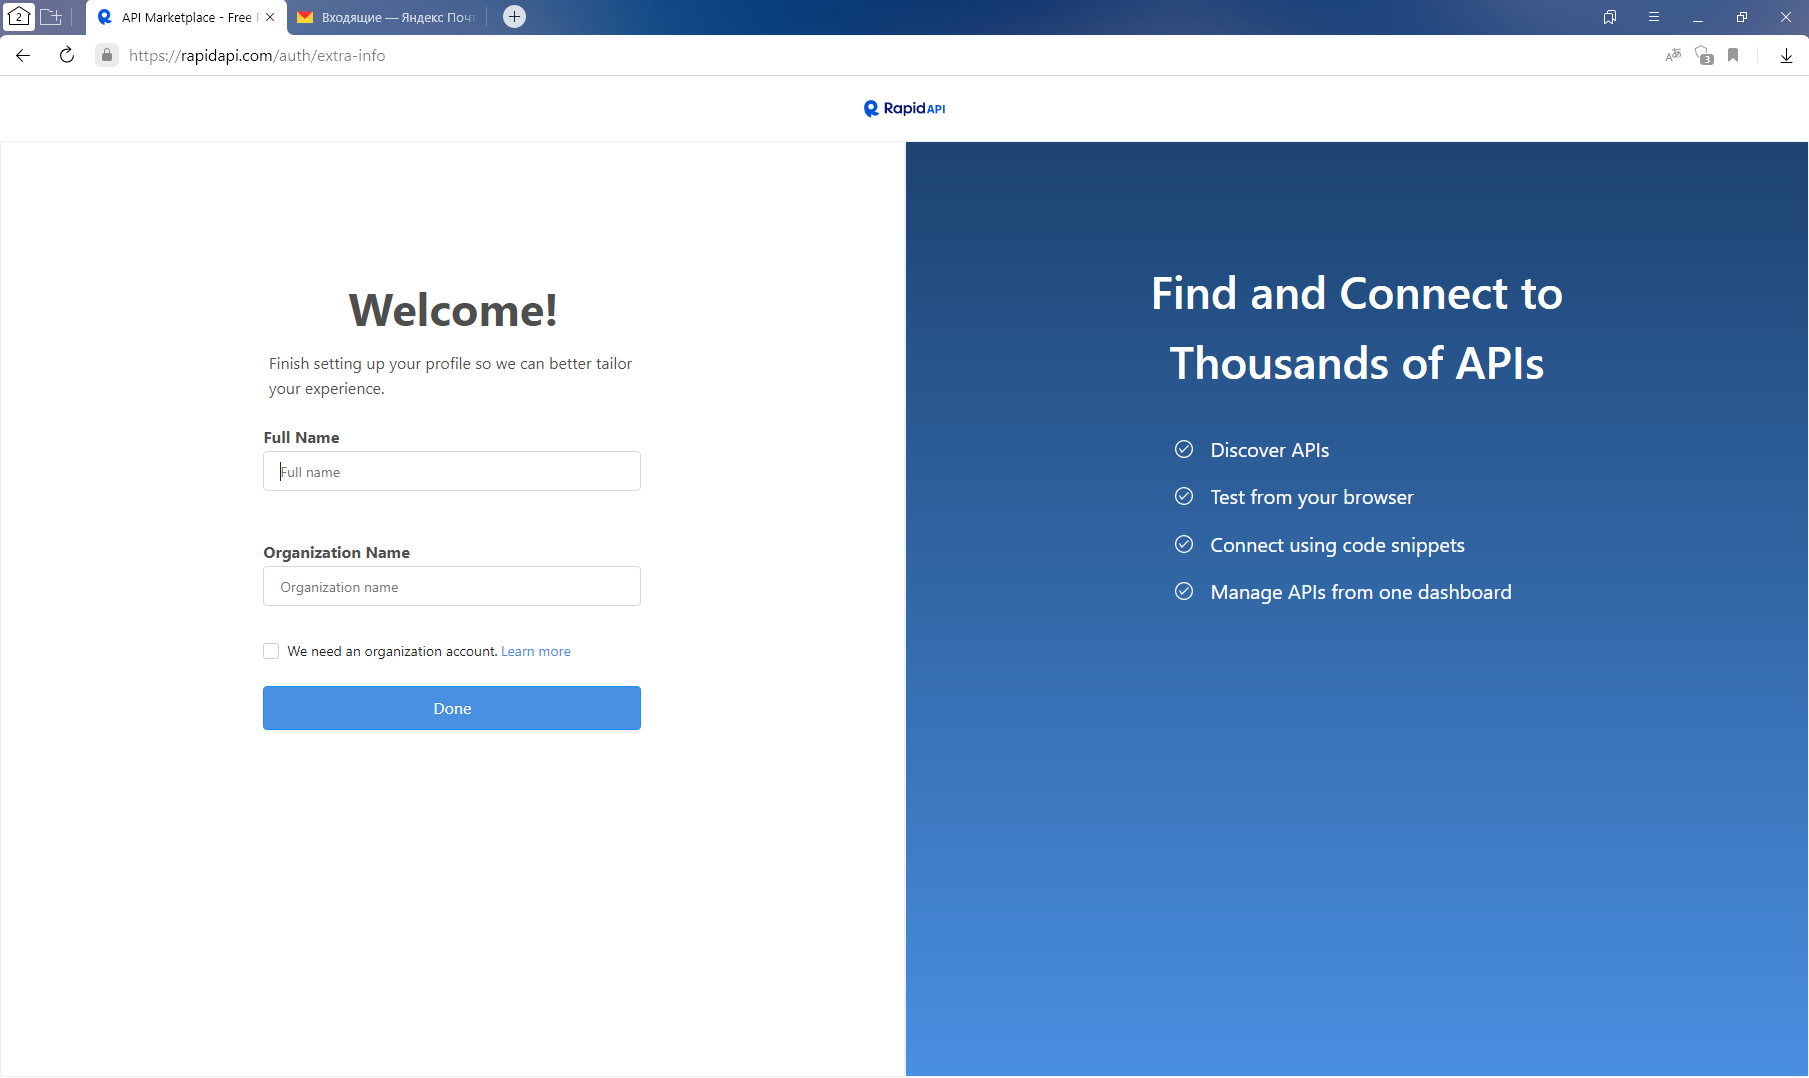 2
API Marketplace - Free
Входящие — Яндекс Поч
https://rapidapi.com/auth/extra-info
3
RapidAPI
Welcome!
Finish setting up your profile so we can better tailor
your experience.
Full Name
Full name
Organization Name
Organization name
We need an organization account. Learn more
Done
Find and Connect to
Thousands of APIs
Discover APIs
Test from your browser
Connect using code snippets
Manage APIs from one dashboard